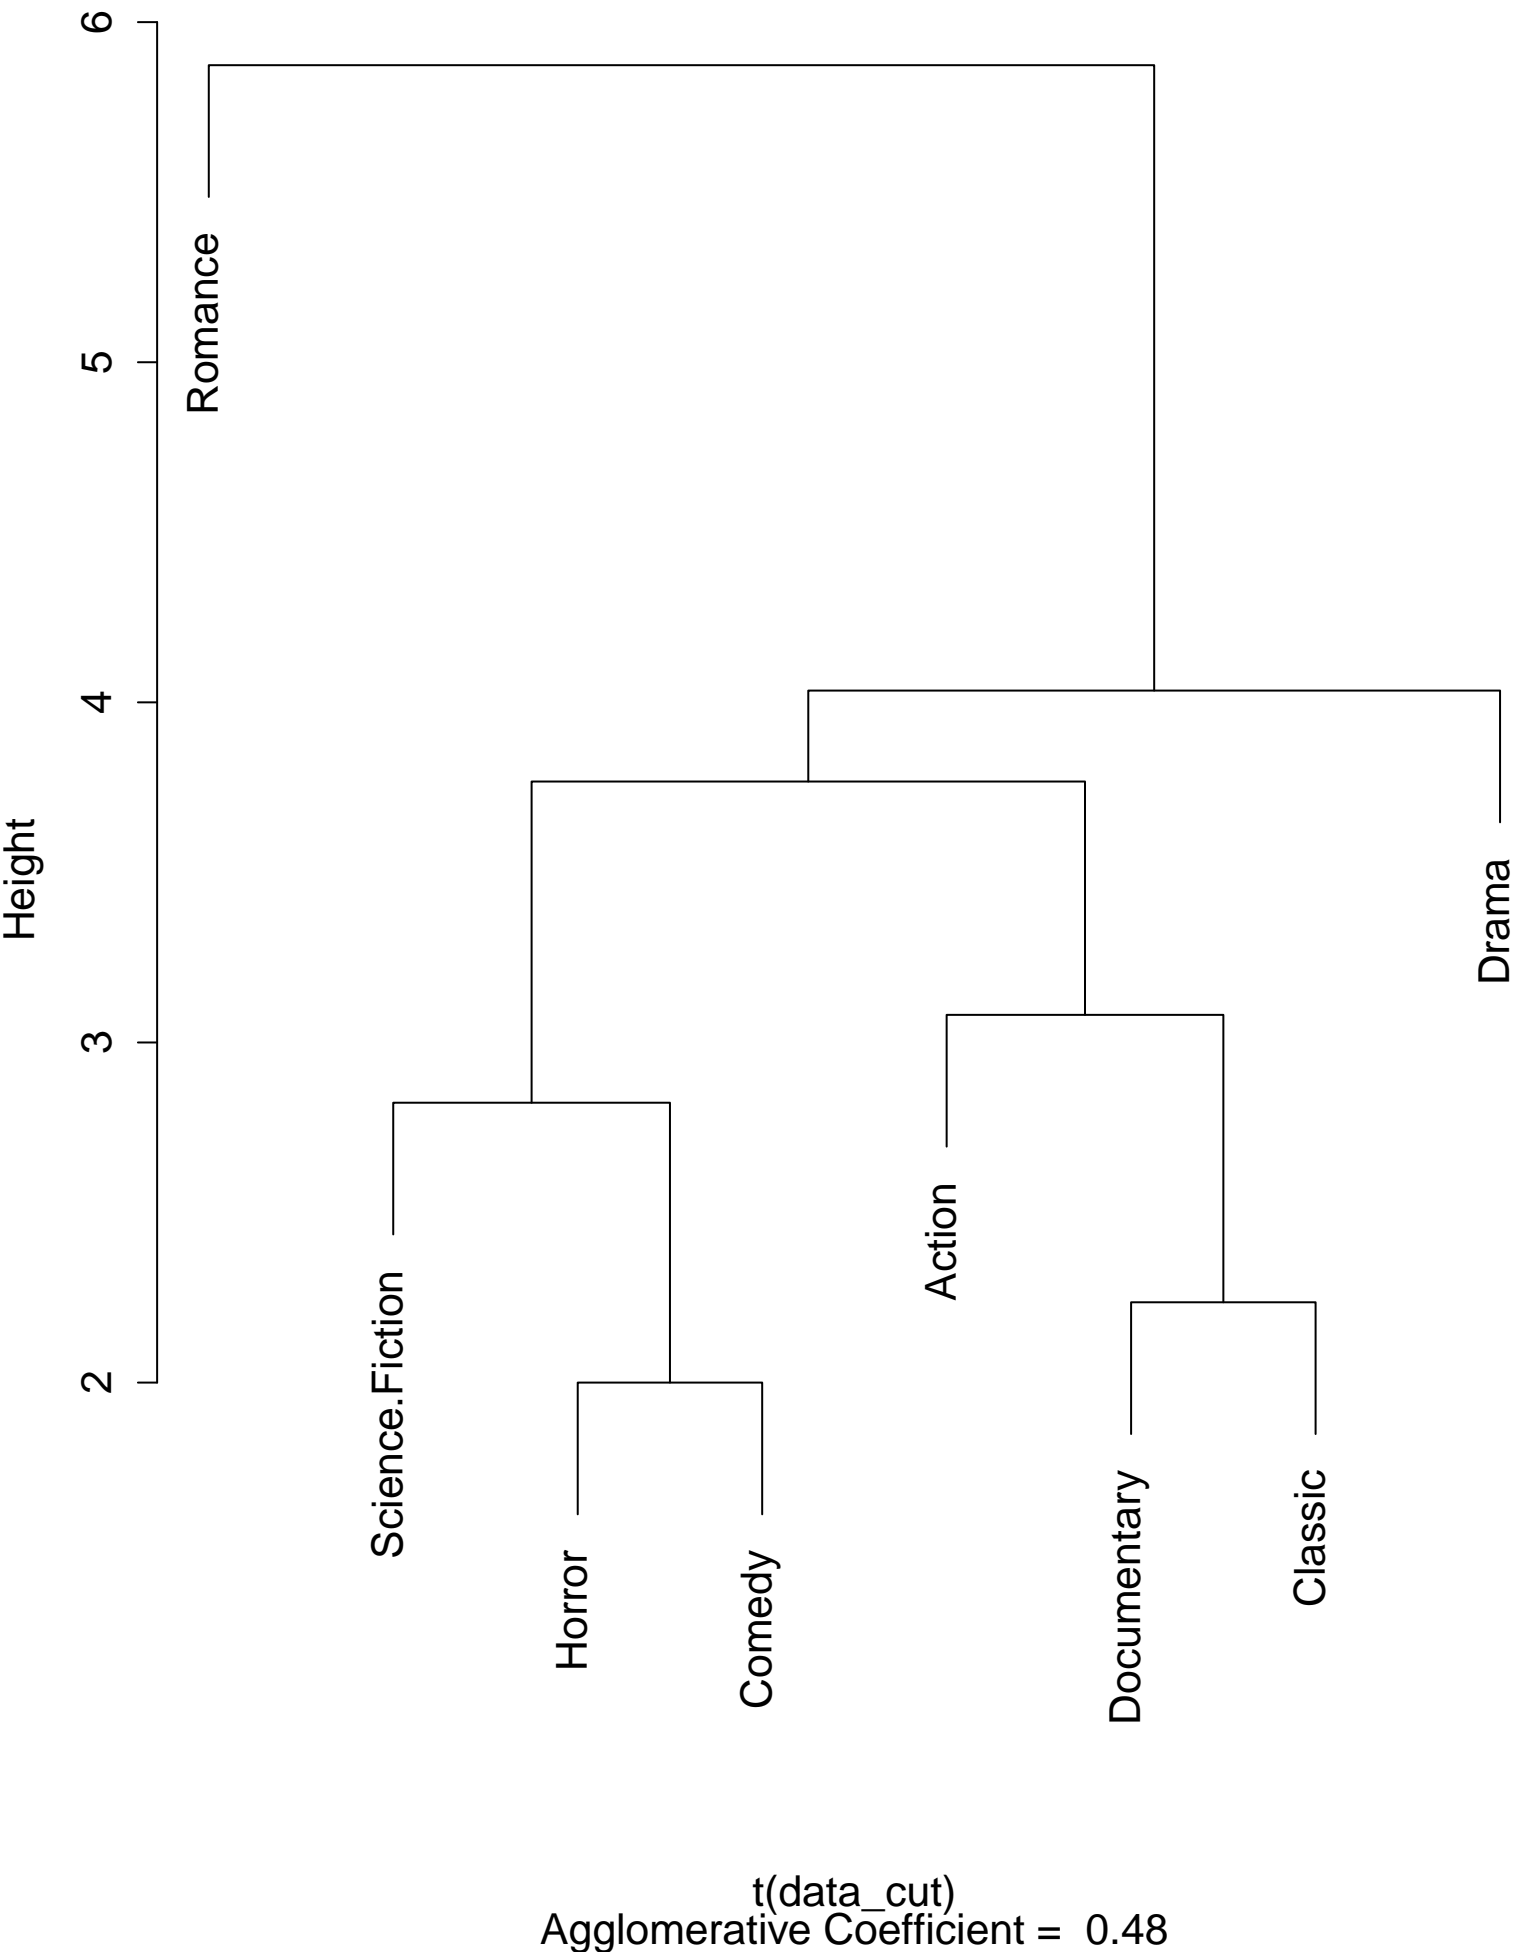 6
5
4
3
2
Height
Romance
Science.Fiction
Horror
Comedy
Action
Documentary
Classic
Drama
t(data_cut)
Agglomerative Coefficient = 0.48